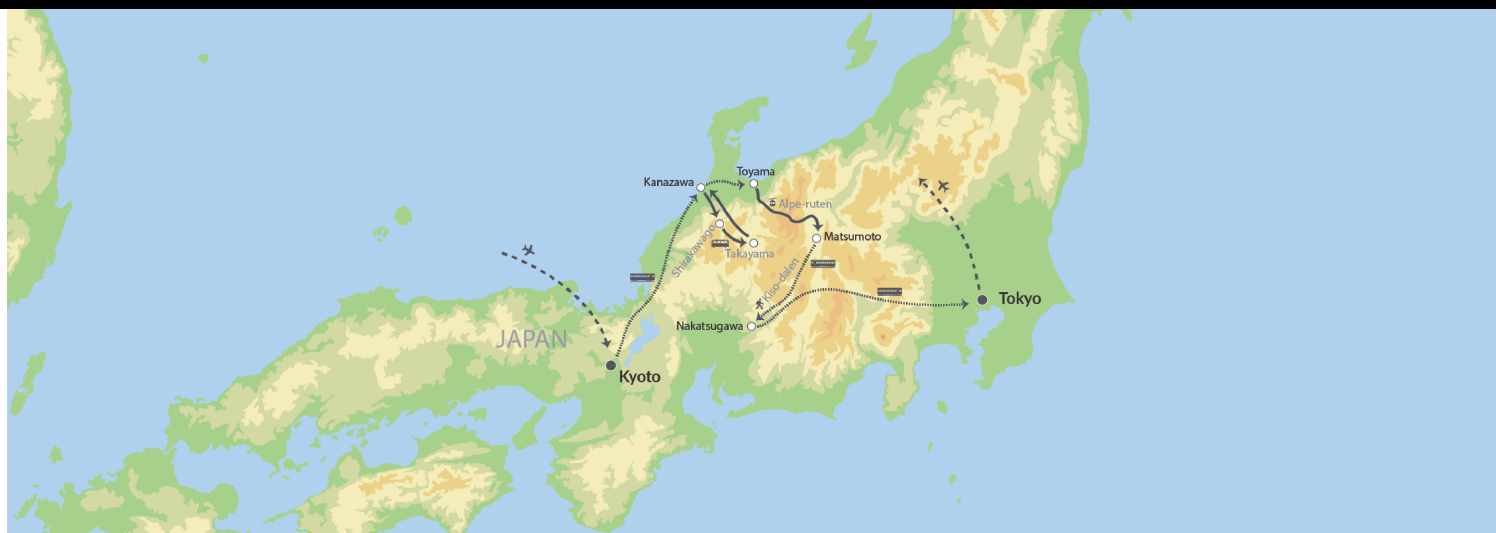 Toyama
Kanazawa
Alpe-ruten
Shirakawago
Matsumoto
Takayama
Kiso-dalen
Tokyo
Nakatsugawa
JAPAN
Kyoto